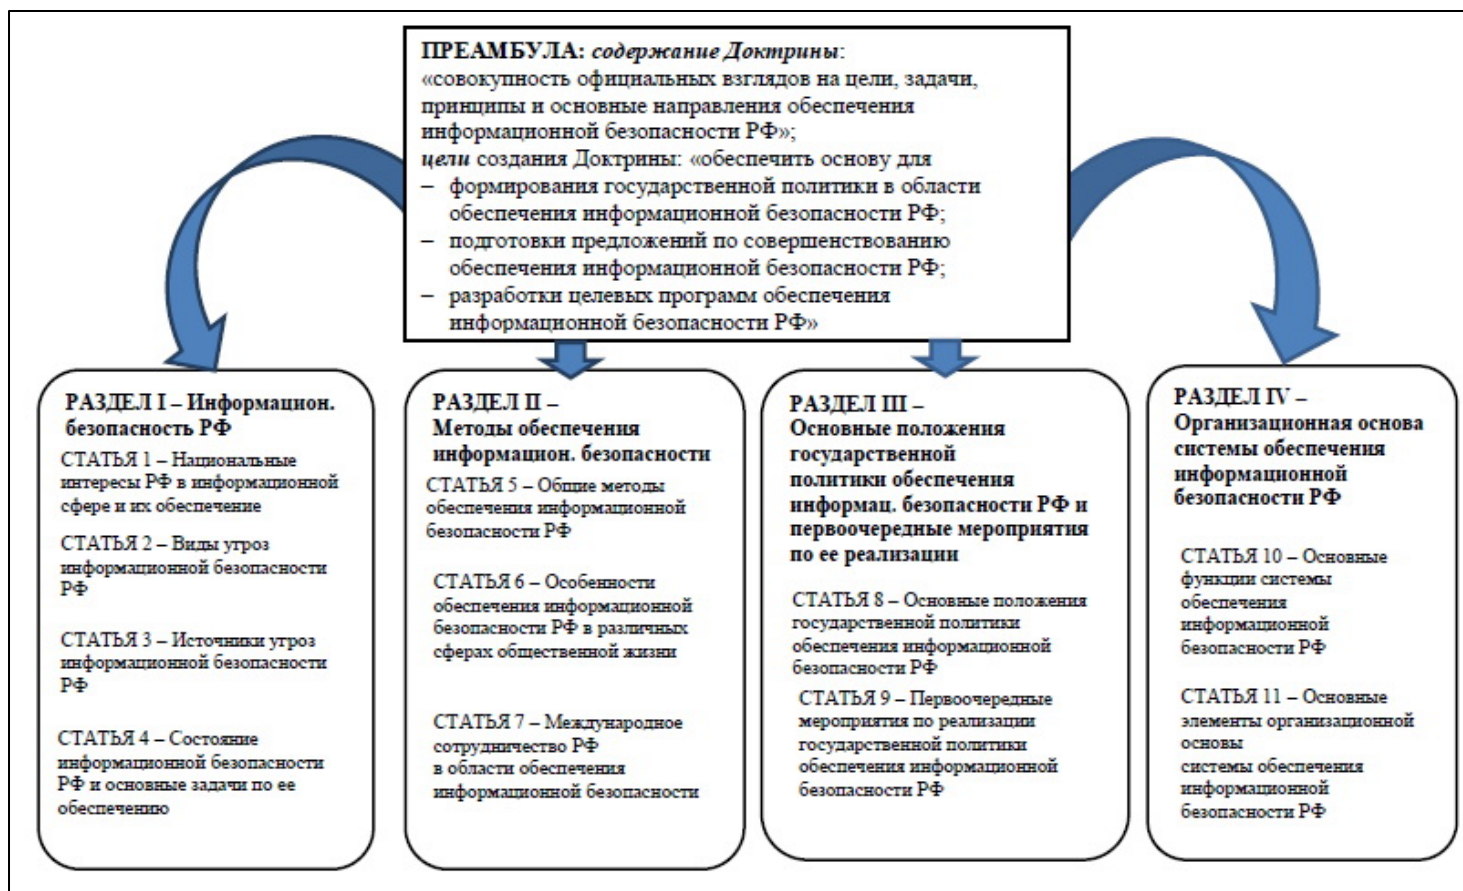 ПРЕАМБУЛА: содержание Доктрины:
«совокупность официальных взглядов на цели, задачи,
принципы и основные направления обеспечения
информационной безопасности РФ»;
цели создания Доктрины: «обеспечить основу для
– формирования государственной политики в области
обеспечения информационной безопасности РФ;
– подготовки предложений по совершенствованию
обеспечения информационной безопасности РФ;
– разработки целевых программ обеспечения
информационной безопасности РФ»
РАЗДЕЛ I – Информацион.
безопасность РФ
СТАТЬЯ 1 – Национальные
интересы РФ в информационной
сфере и их обеспечение
СТАТЬЯ 2 – Виды угроз
информационной безопасности
РФ
СТАТЬЯ 3 – Источники угроз
информационной безопасности
РФ
СТАТЬЯ 4 – Состояние
информационной безопасности
РФ и основные задачи по ее
обеспечению
РАЗДЕЛ II –
Методы обеспечения
информацион. безопасности
СТАТЬЯ 5 – Общие методы
обеспечения информационной
безопасности РФ
СТАТЬЯ 6 – Особенности
обеспечения информационной
безопасности РФ в различных
сферах общественной жизни
СТАТЬЯ 7 – Международное
сотрудничество РФ
в области обеспечения
информационной безопасности
РАЗДЕЛ III –
Основные положения
государственной
политики обеспечения
информац. безопасности РФ и
первоочередные мероприятия
по ее реализации
СТАТЬЯ 8 – Основные положения
государственной политики
обеспечения информационной
безопасности РФ
СТАТЬЯ 9 – Первоочередные
мероприятия по реализации
государственной политики
обеспечения информационной
безопасности РФ
РАЗДЕЛ IV –
Организационная основа
системы обеспечения
информационной
безопасности РФ
СТАТЬЯ 10 – Основные
функции системы
обеспечения
информационной
безопасности РФ
СТАТЬЯ 11 – Основные
элементы организационной
основы
системы обеспечения
информационной
безопасности РФ